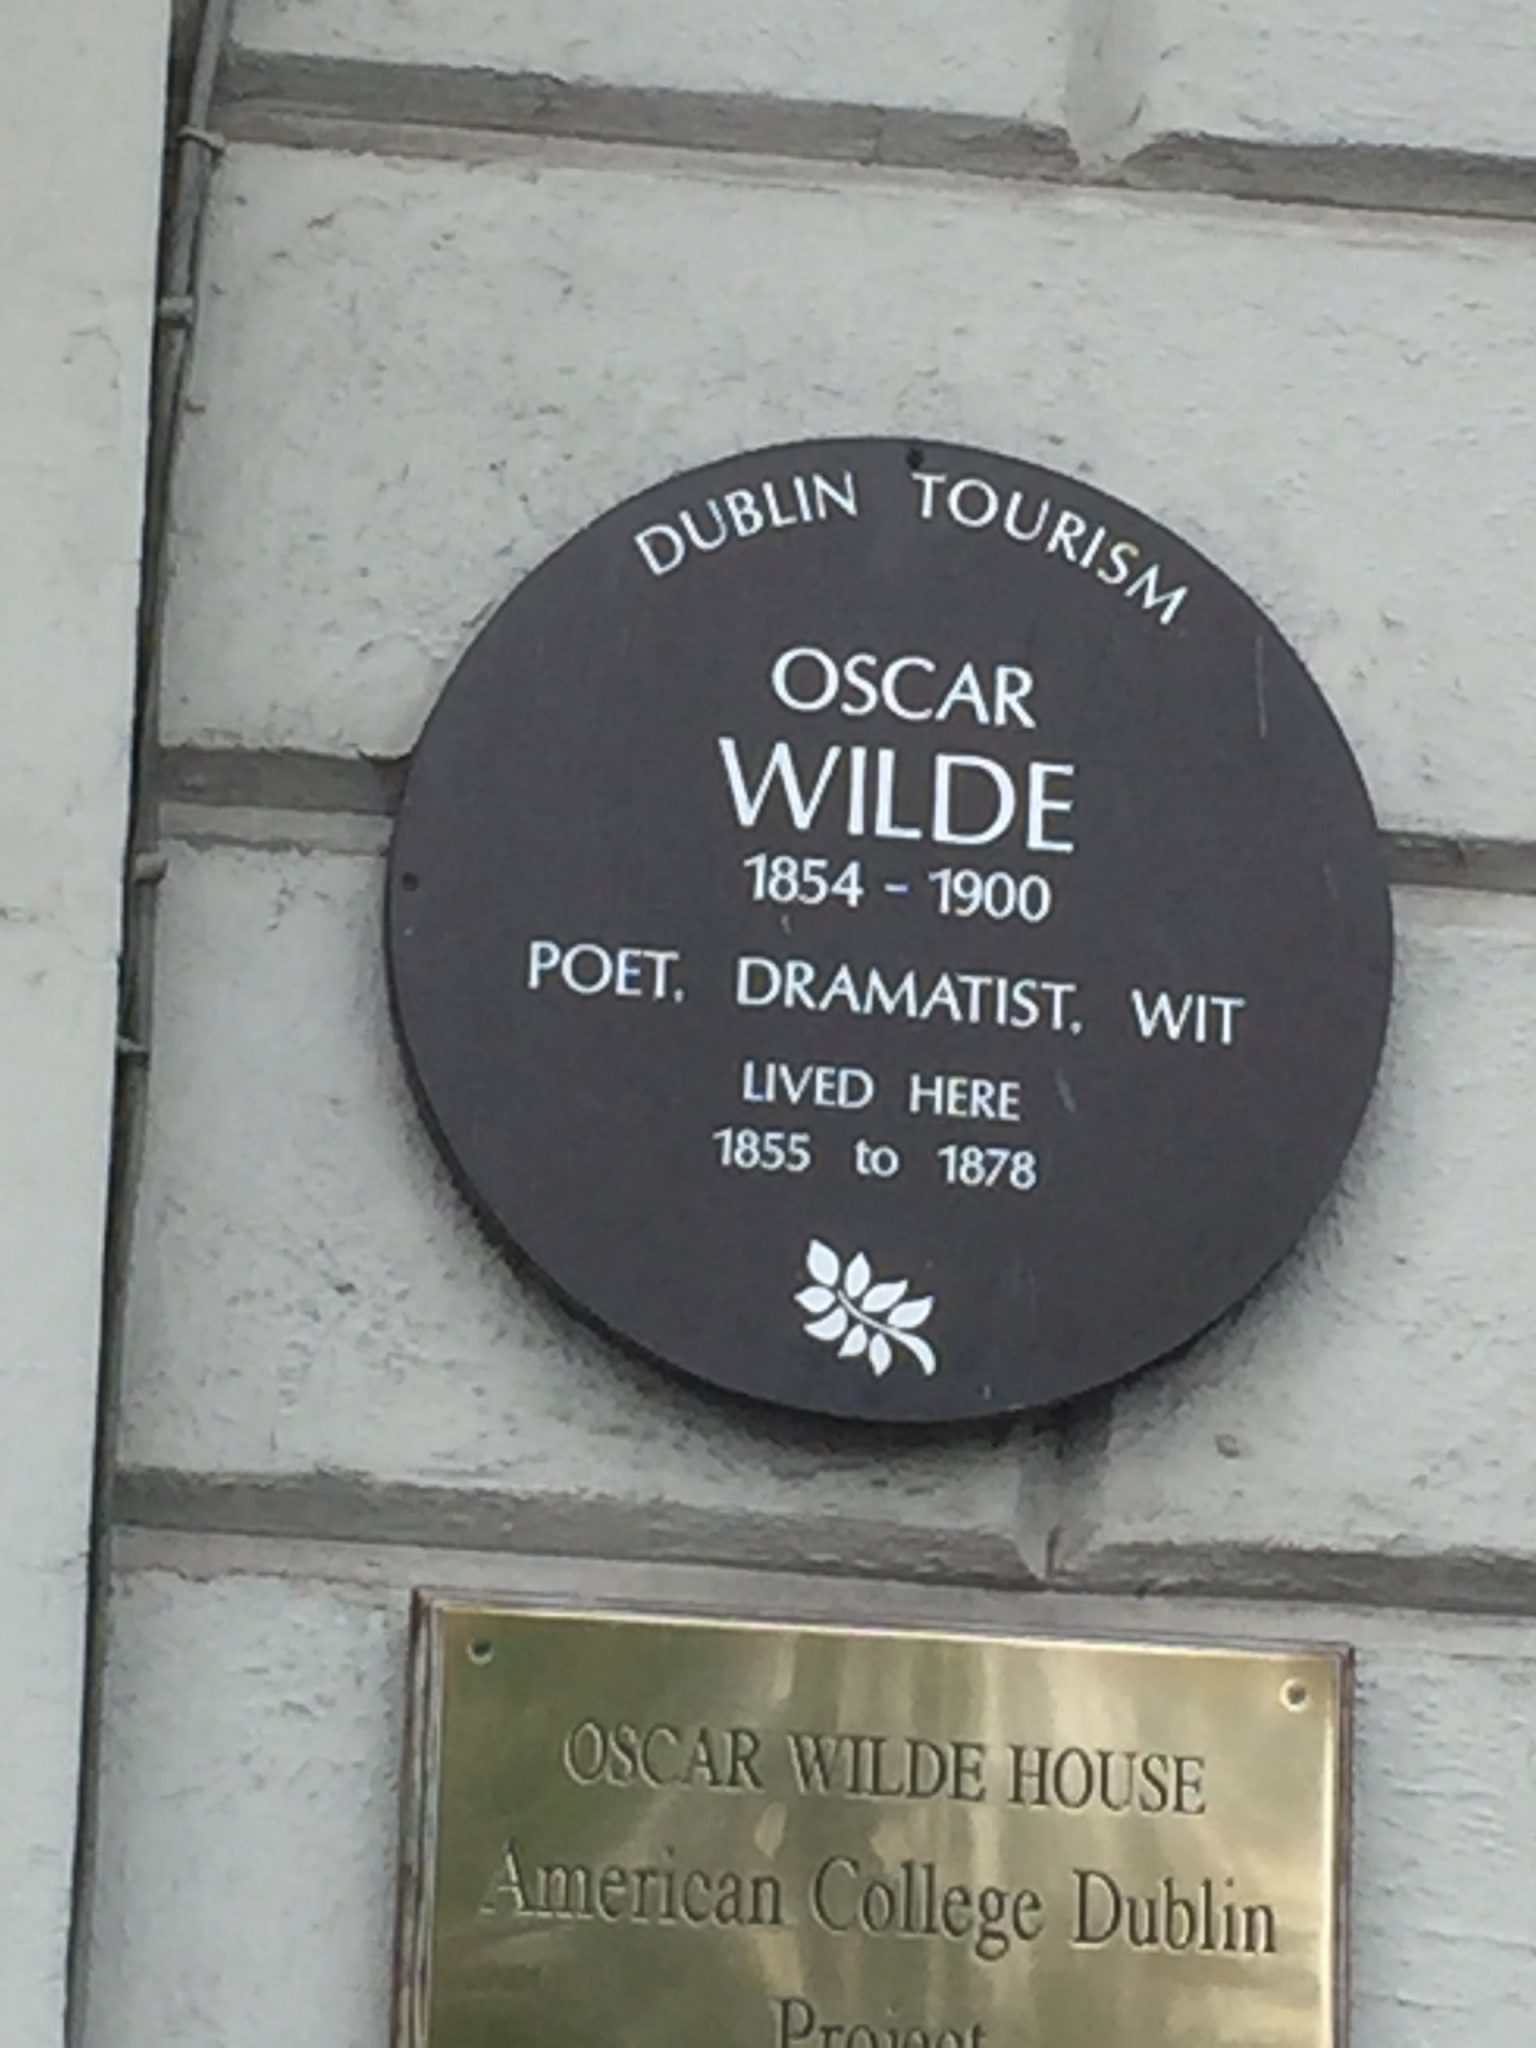 DUBLIN TOURISM
OSCAR
WILDE
1854 - 1900
POET, DRAMATIST, WIT
LIVED HERE
1855 to 1878
OSCAR WILDE HOUSE
American College Dublin
Project